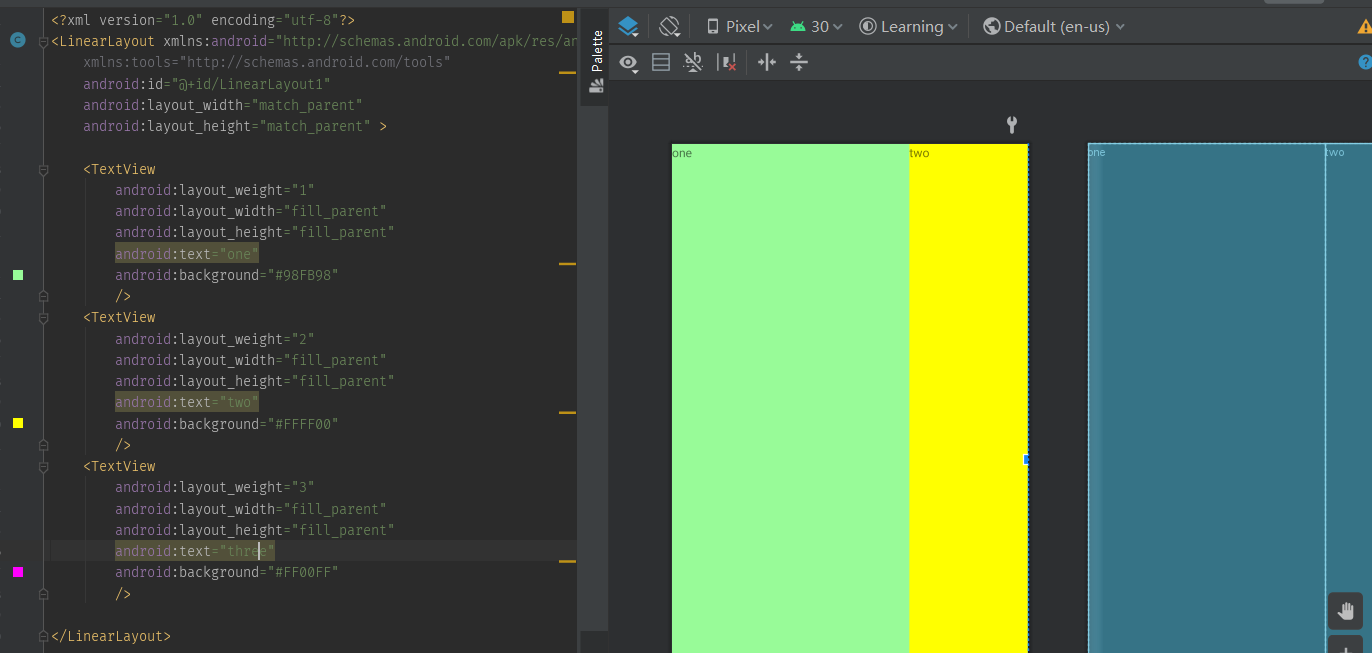 <?xml version="1.0" encoding="utf-8"?>
<LinearLayout xmlns:android="http://schemas.android.com/apk/res/an
xmlns:tools="http://schemas.android.com/tools"
android:id="@+id/LinearLayout1"
android:layout_width="match_parent"
android:layout_height="match_parent" >
<TextView
android:layout_weight="1"
android:layout_width="fill_parent"
android:layout_height="fill_parent"
android:text="one"
android:background="#98FB98"
/>
<TextView
android:layout_weight="2"
android:layout_width="fill_parent"
android:layout_height="fill_parent"
android:text="two"
android:background="#FFFF00"
/>
<TextView
android:layout_weight="3"
android:layout_width="fill_parent"
android:layout_height="fill_parent"
android:text="three"
android:background="#FF00FF"
/>
</LinearLayout>
C
Palette
Pixel 30 Learning Default (en-us)
?
one two
one two